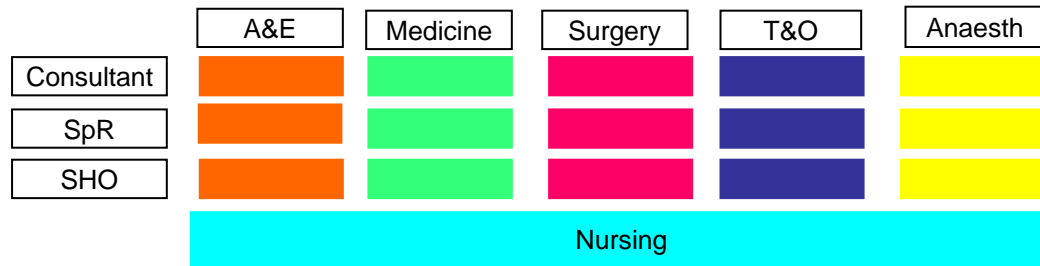 A&E Medicine Surgery T&O Anaesth
Consultant
SpR
SHO
Nursing